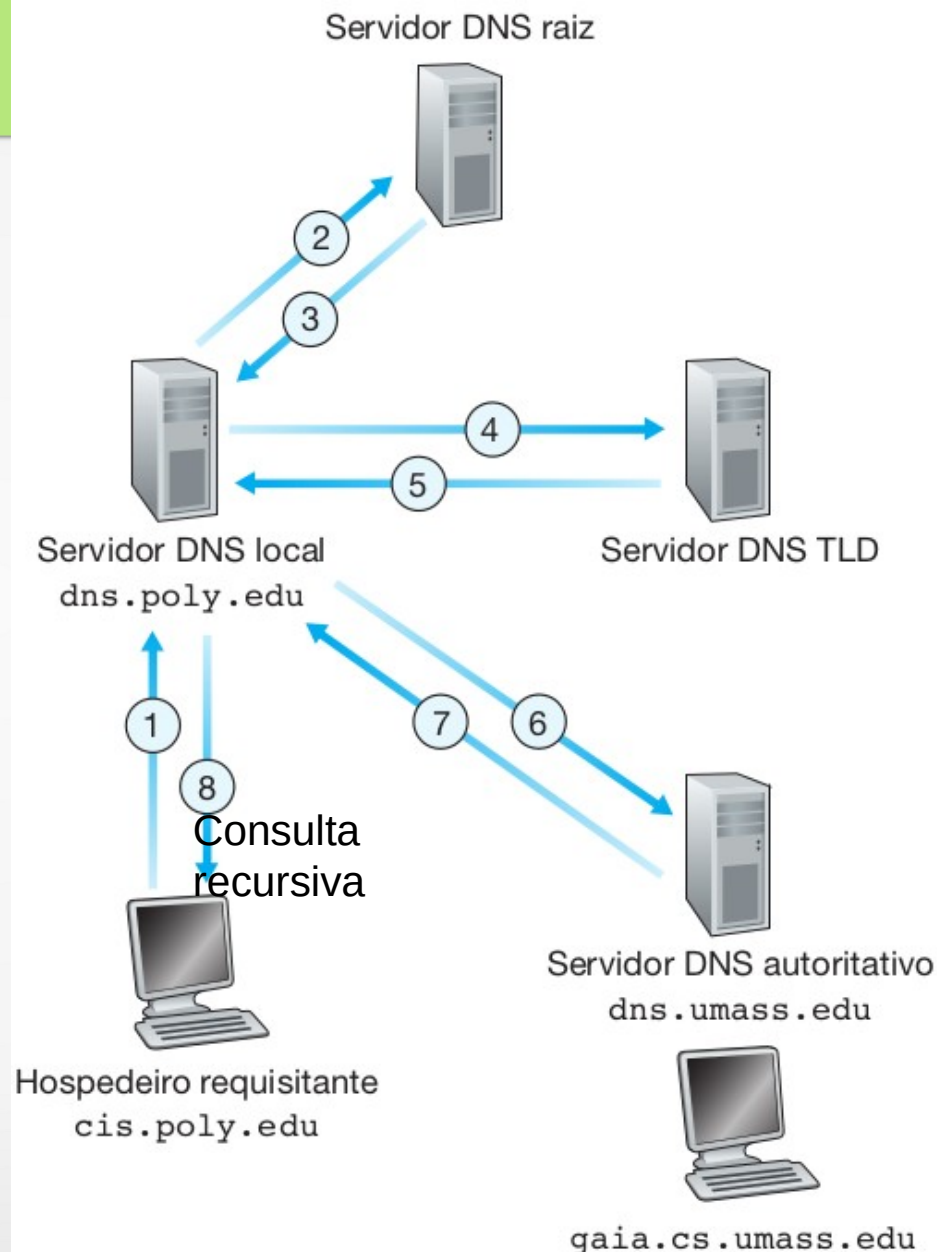 Servidor DNS raiz
2
3
4
5
Servidor DNS local
dns.poly.edu
Servidor DNS TLD
1
8
7
6
Consulta
recursiva
Servidor DNS autoritativo
dns.umass.edu
Hospedeiro requisitante
cis.poly.edu
gaia.cs.umass.edu